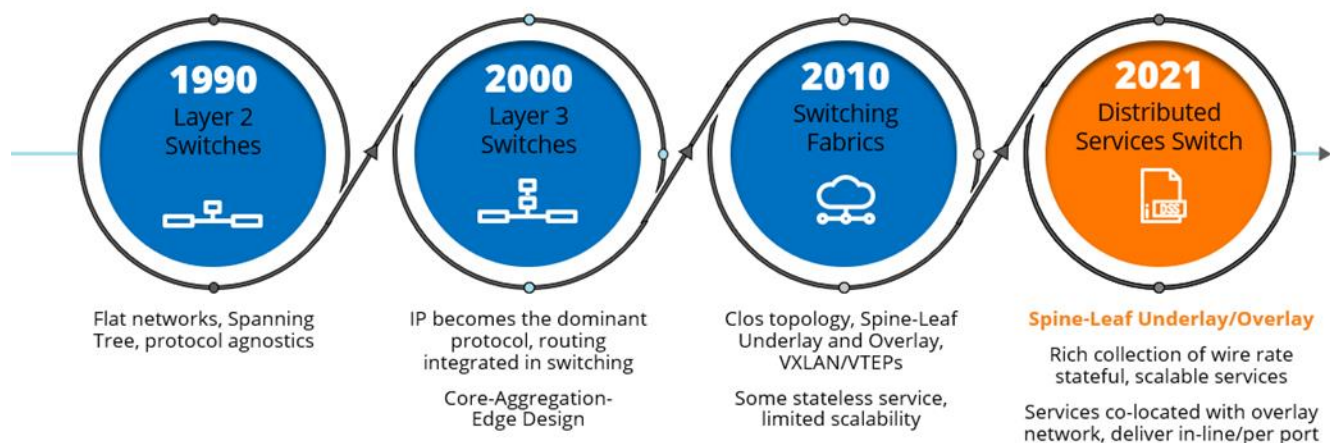 1990
Layer 2
Switches
Flat networks, Spanning
Tree, protocol agnostics
2000
Layer 3
Switches
IP becomes the dominant
protocol, routing
integrated in switching
Core-Aggregation-
Edge Design
2010
Switching
Fabrics
Clos topology, Spine-Leaf
Underlay and Overlay,
VXLAN/VTEPs
Some stateless service,
limited scalability
2021
Distributed
Services Switch
i DSS
Spine-Leaf Underlay/Overlay
Rich collection of wire rate
stateful, scalable services
Services co-located with overlay
network, deliver in-line/per port